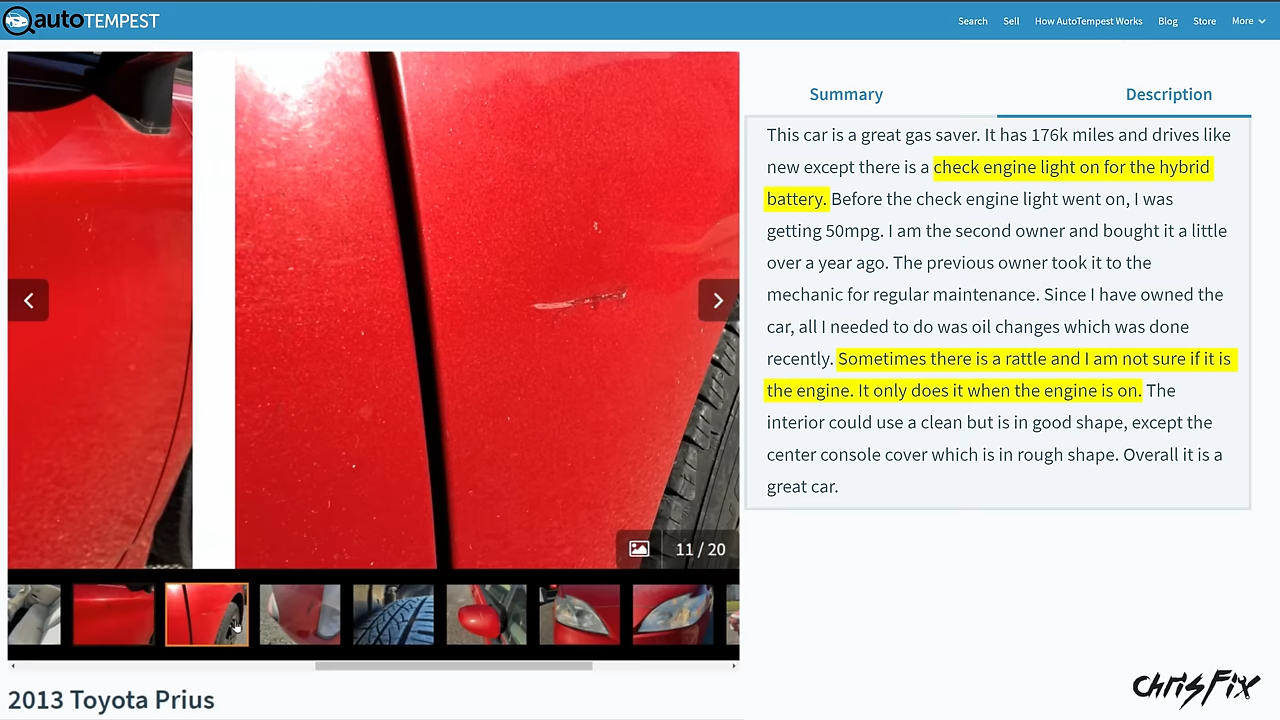 autoTEMPEST
Search Sell How AutoTempest Works Blog Store More
Summary Description
This car is a great gas saver. It has 176k miles and drives like
new except there is a check engine light on for the hybrid
battery. Before the check engine light went on, I was
getting 50mpg. I am the second owner and bought it a little
over a year ago. The previous owner took it to the
mechanic for regular maintenance. Since I have owned the
car, all I needed to do was oil changes which was done
recently. Sometimes there is a rattle and I am not sure if it is
the engine. It only does it when the engine is on. The
interior could use a clean but is in good shape, except the
center console cover which is in rough shape. Overall it is a
great car.
11 / 20
2013 Toyota Prius
ChrisFix